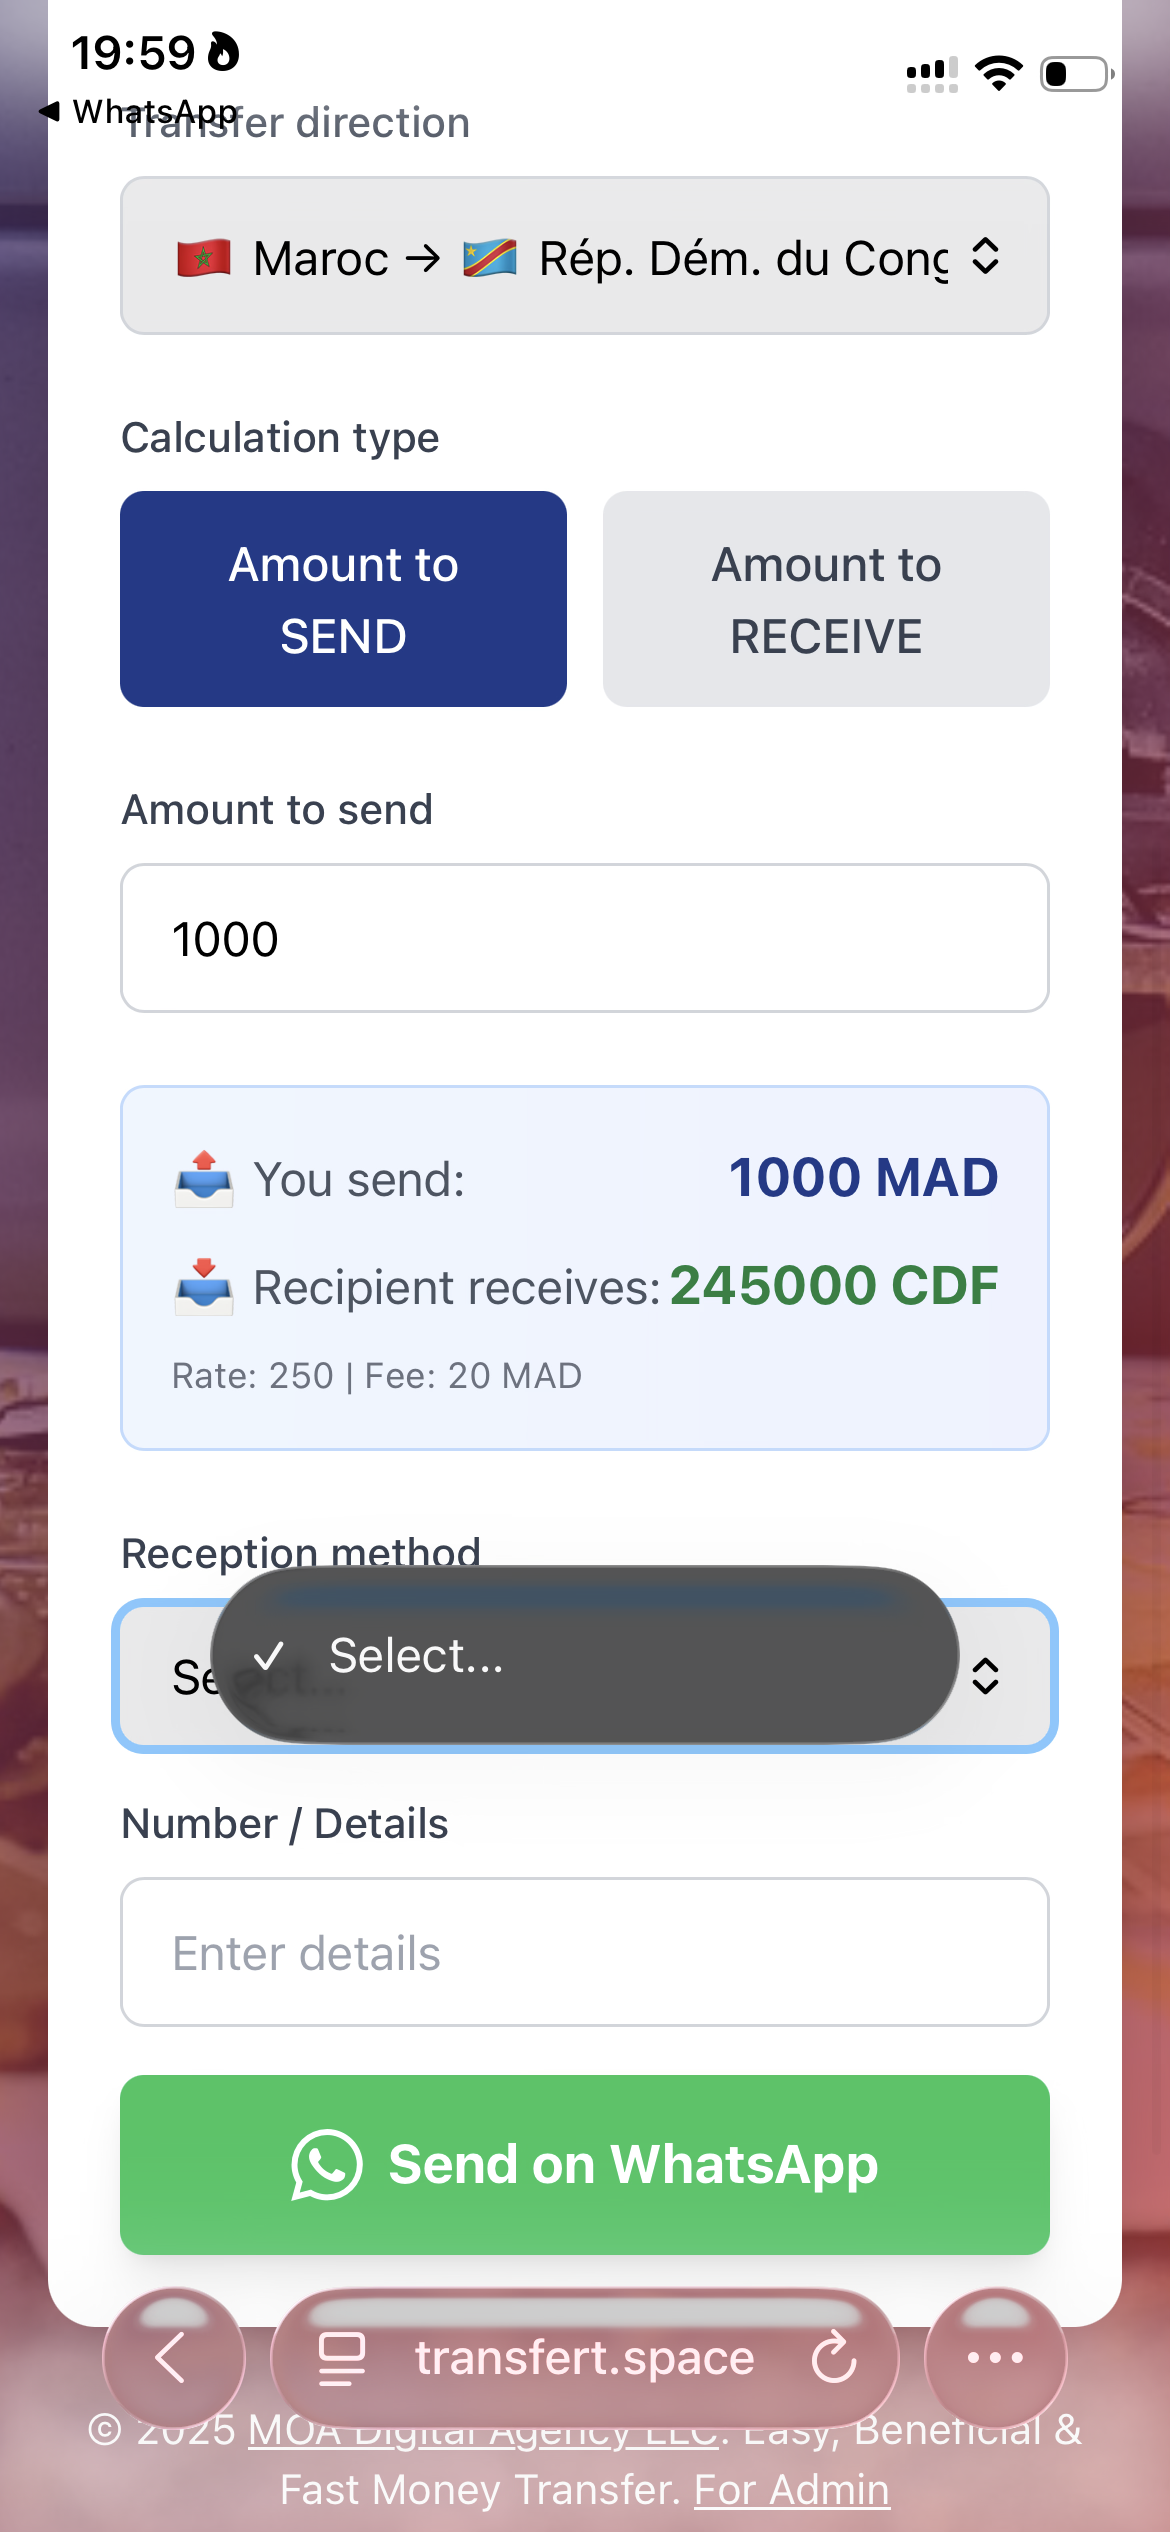 19:59
WhatsApp
Transfer direction
Maroc → Rép. Dém. du Cong
Calculation type
Amount to
SEND
Amount to
RECEIVE
Amount to send
1000
You send: 1000 MAD
Recipient receives: 245000 CDF
Rate: 250 | Fee: 20 MAD
Reception method
Select...
✓ Select...
Number / Details
Enter details
Send on WhatsApp
transfert.space
© 2025 MOA Digital Agency LLC. Easy, Beneficial &
Fast Money Transfer. For Admin